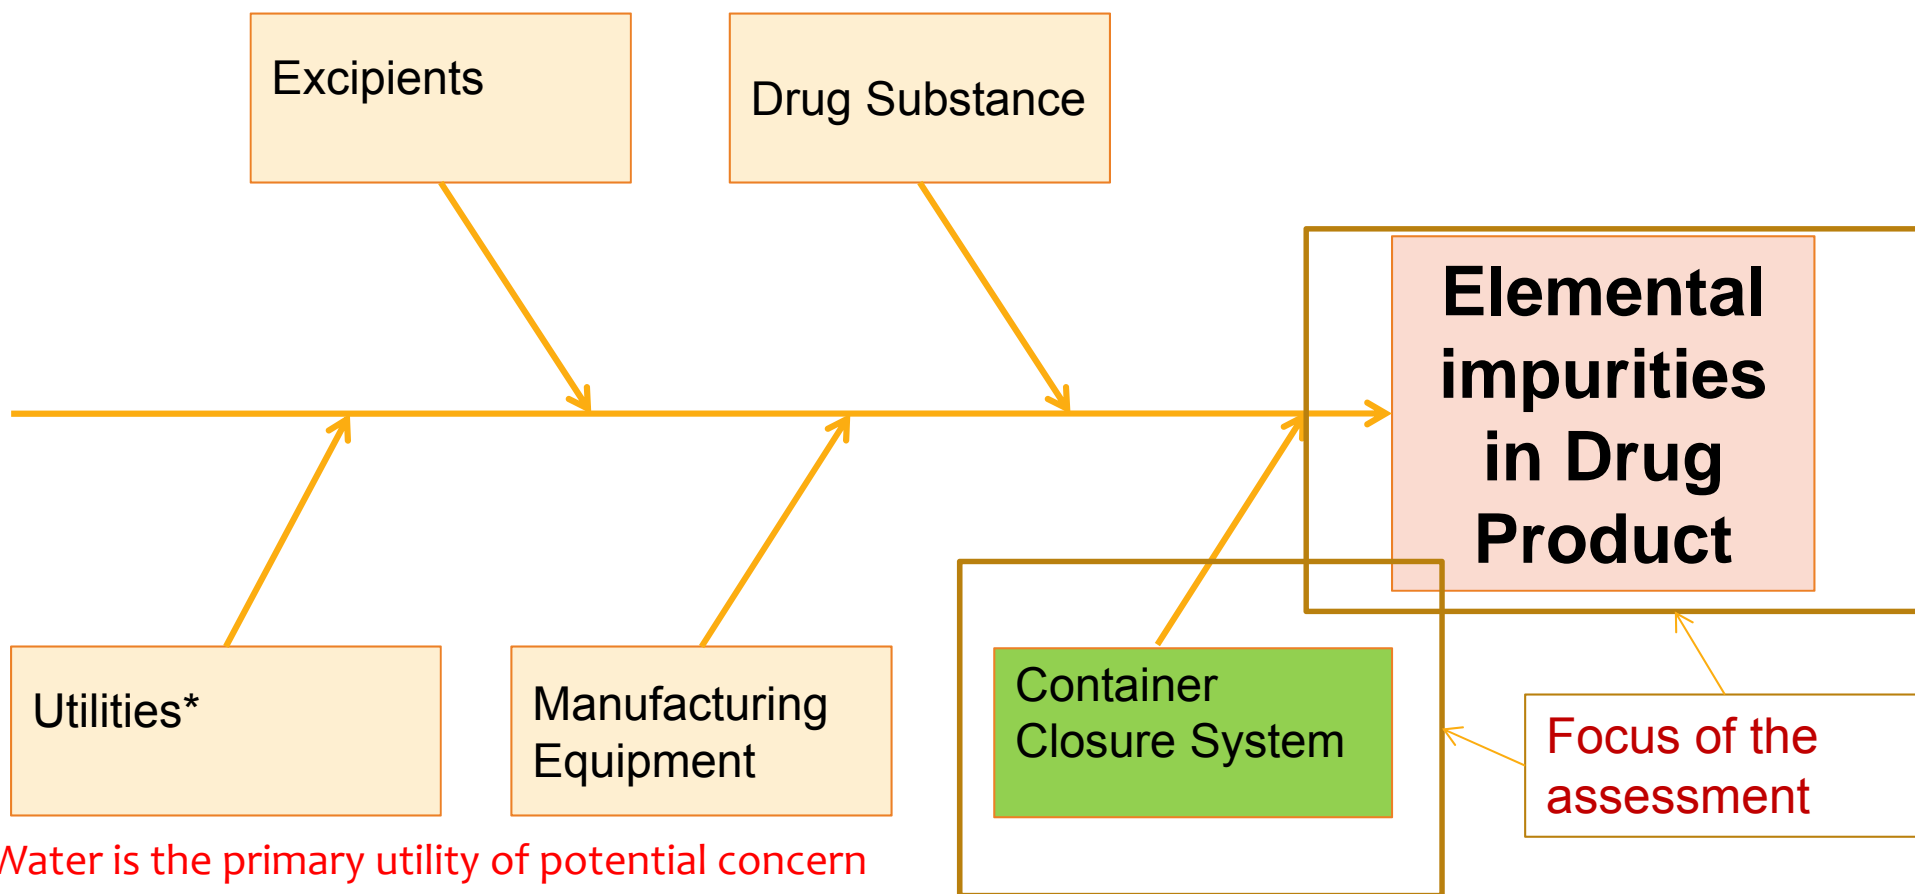 Excipients
Drug Substance
Elemental
impurities
in Drug
Product
Utilities*
Manufacturing
Equipment
Container
Closure System
Focus of the
assessment
Water is the primary utility of potential concern